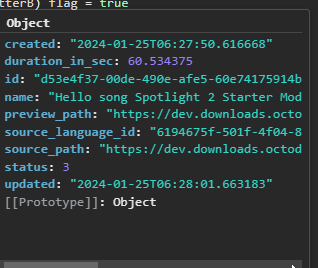 tterB) flag = true
Object
created: "2024-01-25T06:27:50.616668"
duration_in_sec: 60.534375
id: "d53e4f37-00de-490e-afe5-60e74175914b
name: "Hello song Spotlight 2 Starter Mod
preview_path: "https://dev.downloads.octo
source_language_id: "6194675f-501f-4f04-8
source_path: "https://dev.downloads.octod
status: 3
updated: "2024-01-25T06:28:01.663183"
[[Prototype]]: Object